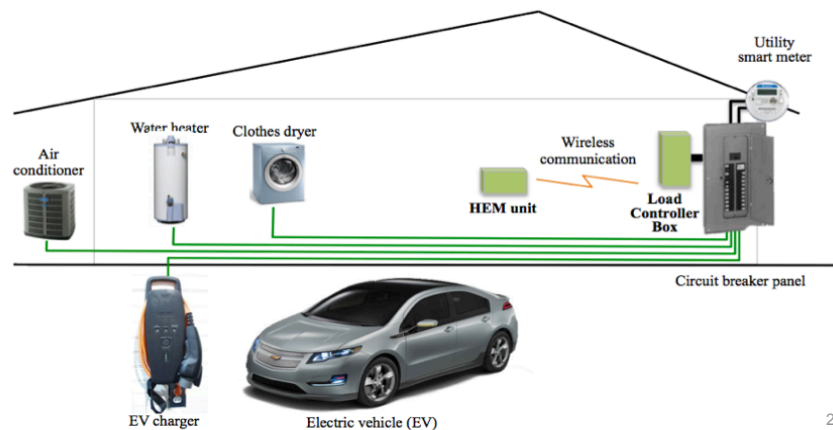 Utility
smart meter
Water heater
Clothes dryer
Wireless
communication
Air
conditioner
HEM unit
Load
Controller
Box
Circuit breaker panel
EV charger
Electric vehicle (EV)
2